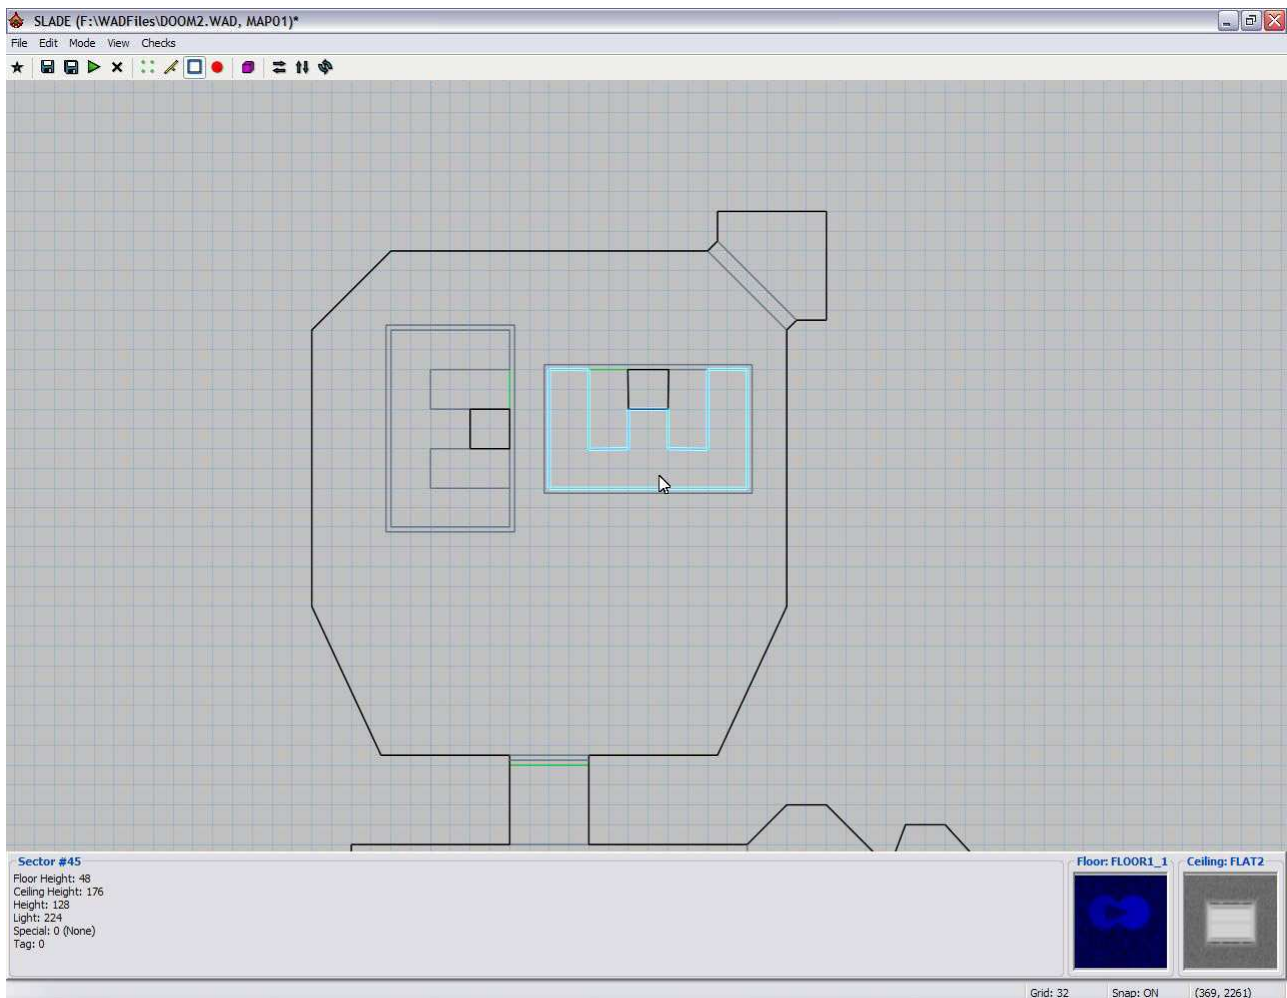 SLADE (F:\WADFiles\DOOM2.WAD, MAP01)*
File Edit Mode View Checks
Sector #45
Floor Height: 48
Ceiling Height: 176
Height: 128
Light: 224
Special: 0 (None)
Tag: 0
Floor: FLOOR1_1
Ceiling: FLAT2
Grid: 32 Snap: ON (369, 2261)